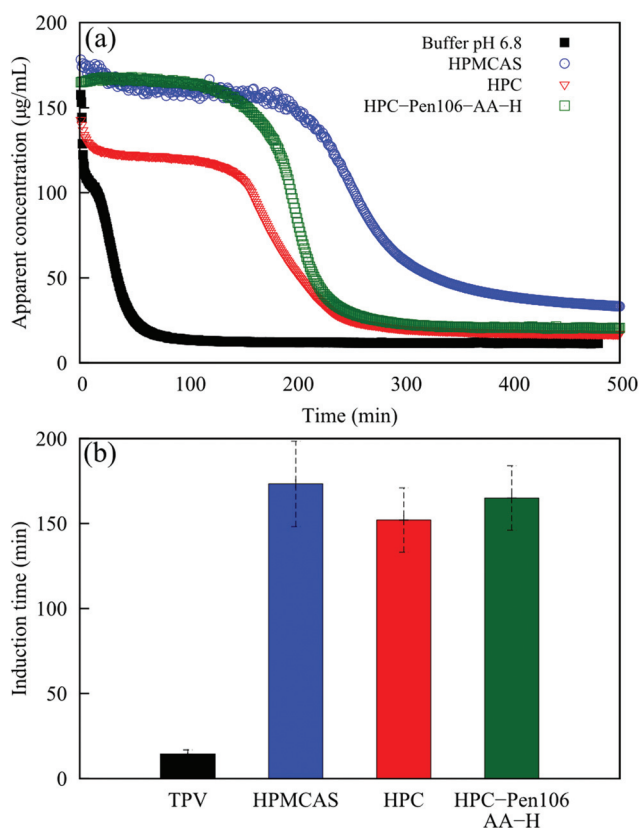 (a)
Buffer pH 6.8
HPMCAS
HPC
HPC−Pen106−AA−H
Apparent concentration (μg/mL)
200
150
100
50
0
0 100 200 300 400 500
Time (min)
(b)
Induction time (min)
200
150
100
50
0
TPV HPMCAS HPC HPC−Pen106
AA−H